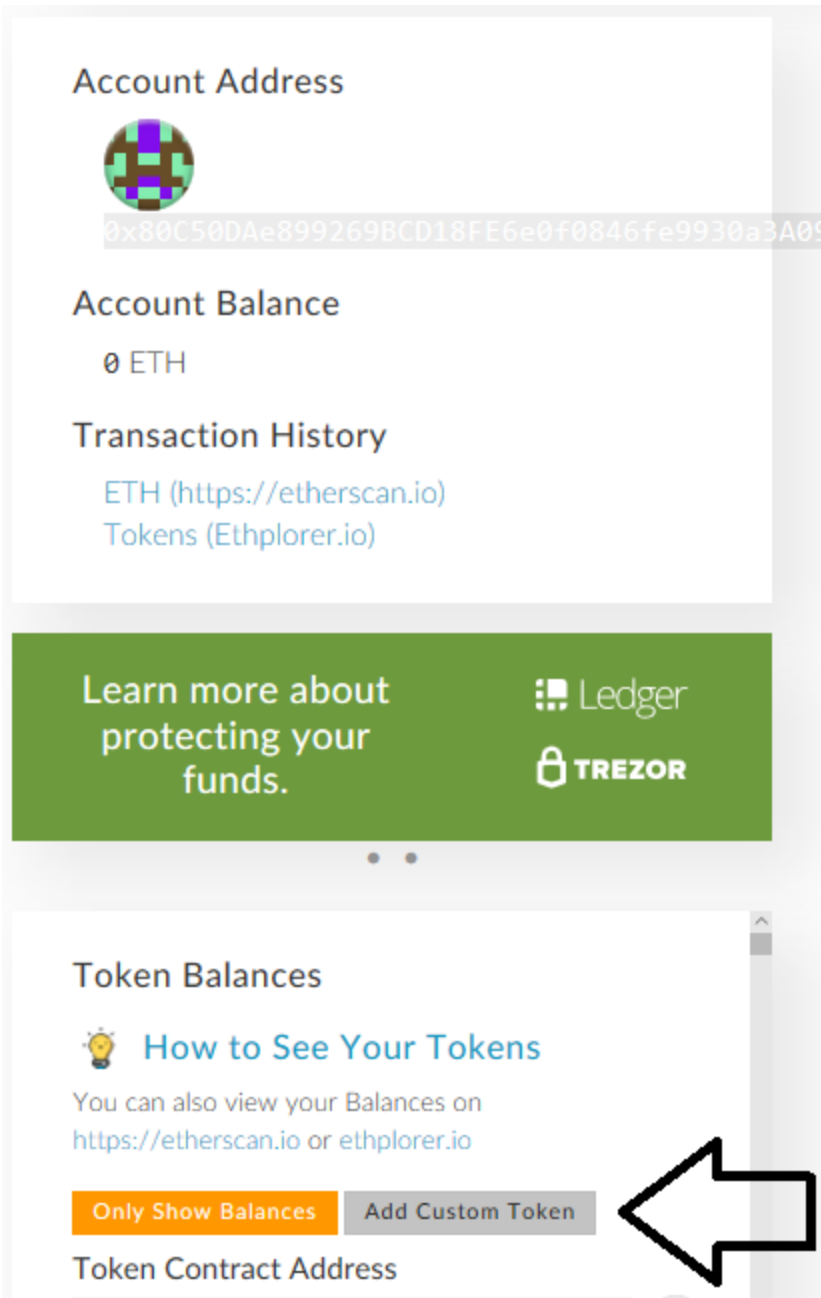 Account Address
0x80C50DAe899269BCD18FE6e0f0846fe9930a3A09
Account Balance
0 ETH
Transaction History
ETH (https://etherscan.io)
Tokens (Ethplorer.io)
Learn more about
protecting your
funds.
Ledger
TREZOR
Token Balances
How to See Your Tokens
You can also view your Balances on
https://etherscan.io or ethplorer.io
Only Show Balances
Add Custom Token
Token Contract Address